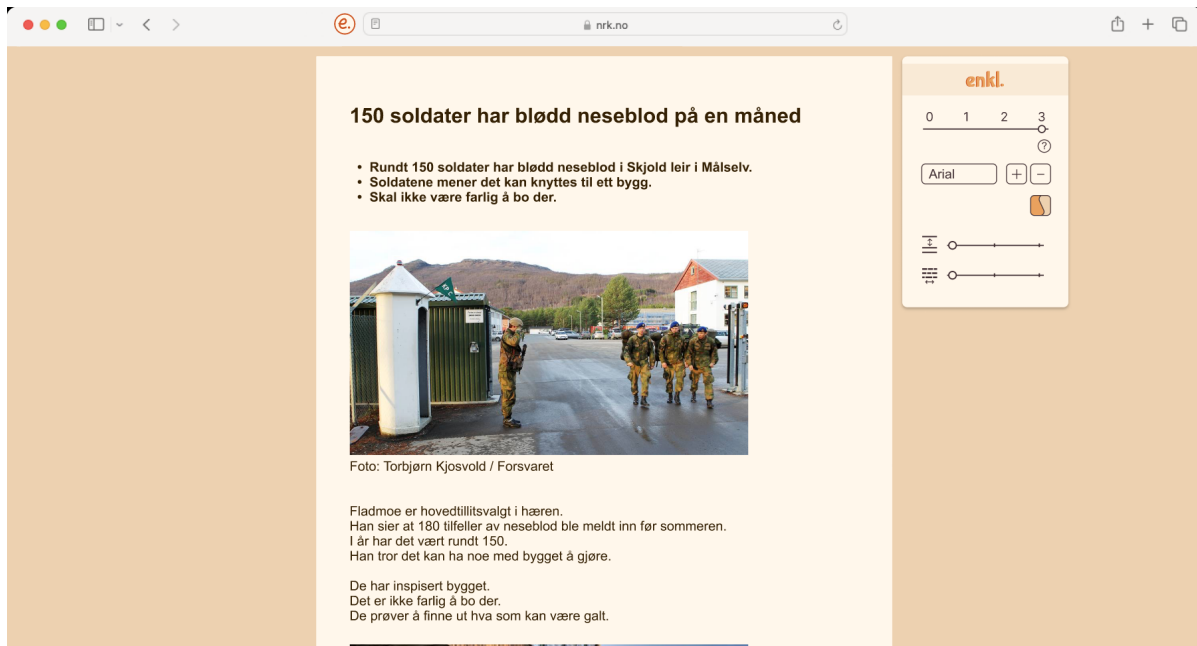 e.
nrk.no
enkl.
0 1 2 3
?
Arial
+ −
150 soldater har blødd neseblod på en måned
• Rundt 150 soldater har blødd neseblod i Skjold leir i Målselv.
• Soldatene mener det kan knyttes til ett bygg.
• Skal ikke være farlig å bo der.
Foto: Torbjørn Kjosvold / Forsvaret
Fladmoe er hovedtillitsvalgt i hæren.
Han sier at 180 tilfeller av neseblod ble meldt inn før sommeren.
I år har det vært rundt 150.
Han tror det kan ha noe med bygget å gjøre.
De har inspisert bygget.
Det er ikke farlig å bo der.
De prøver å finne ut hva som kan være galt.